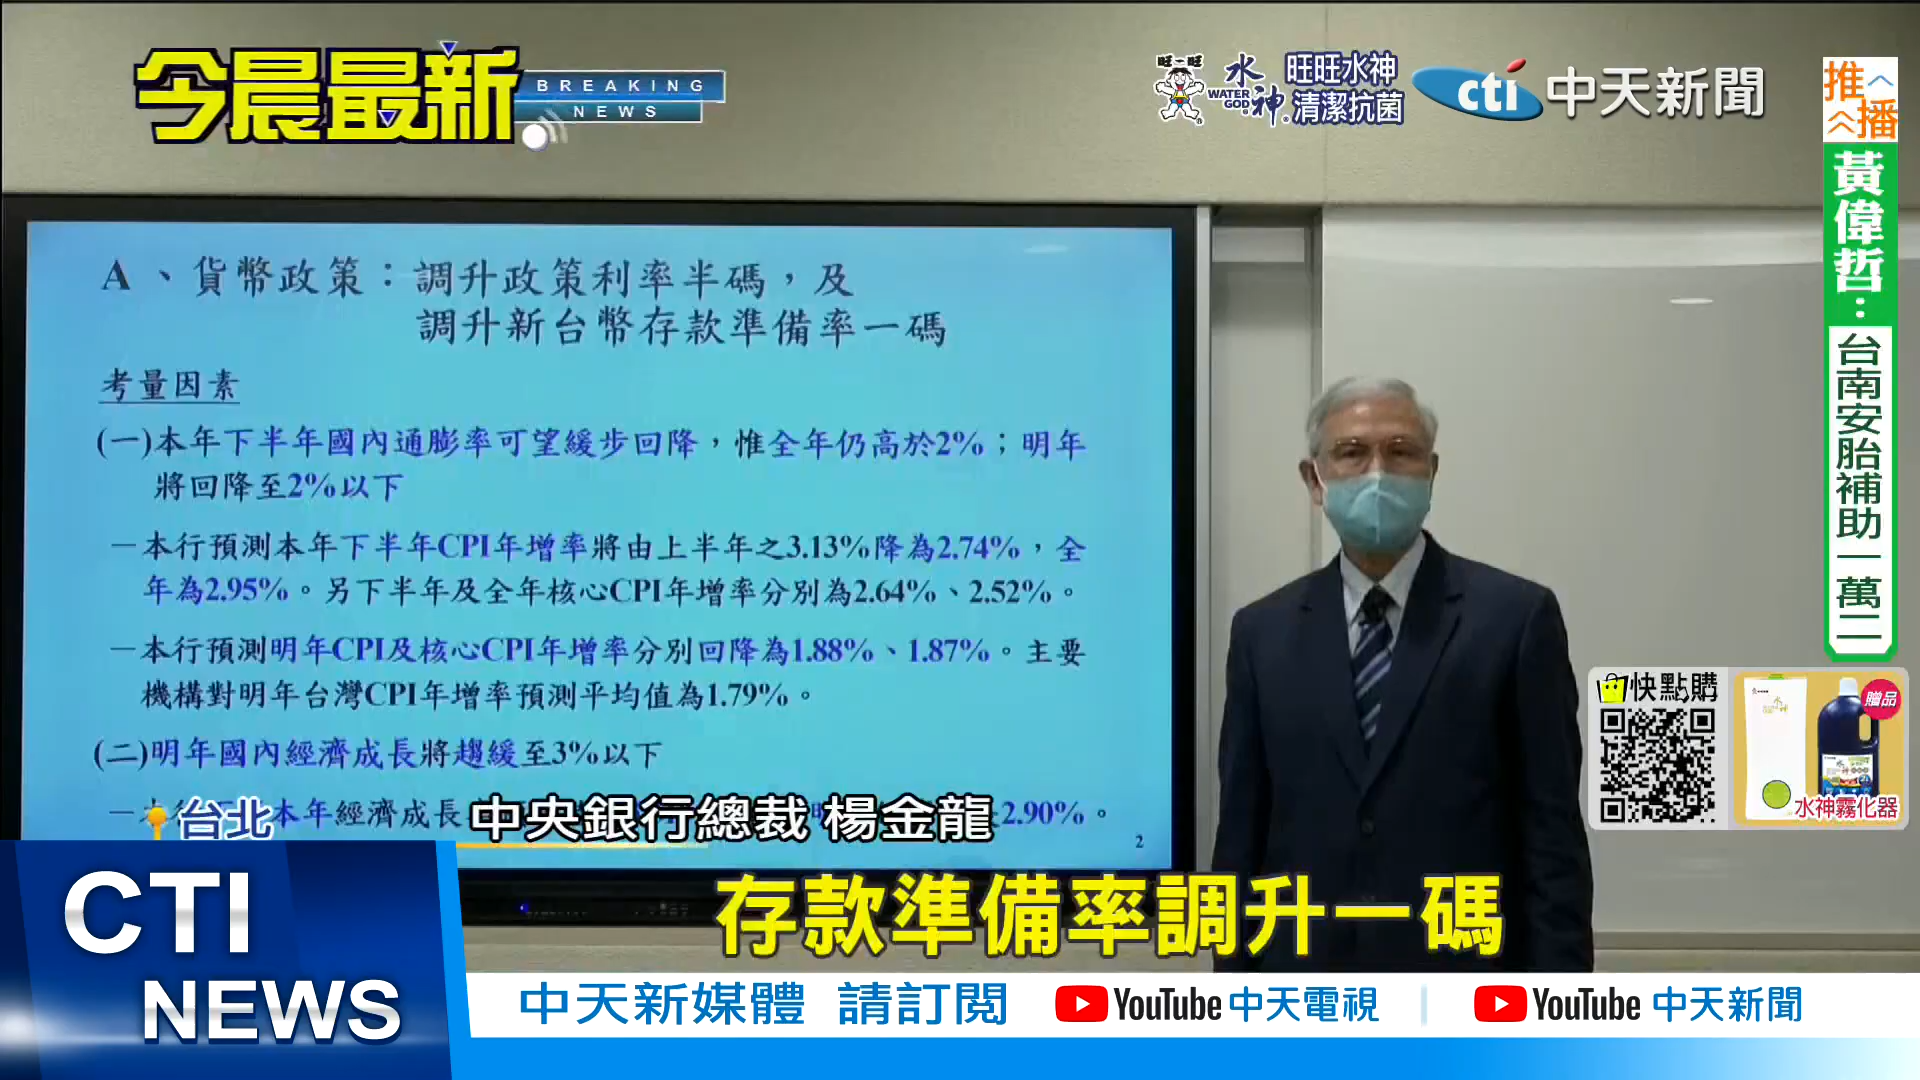 今晨最新
BREAKING
NEWS
旺旺
水神
WATER GOD
旺旺水神
清潔抗菌
cti 中天新聞
推播
黃偉哲：
台南安胎補助一萬二
A、貨幣政策：調升政策利率半碼，及
調升新台幣存款準備率一碼
考量因素
(一)本年下半年國內通膨率可望緩步回降，惟全年仍高於2%；明年
將回降至2%以下
－本行預測本年下半年CPI年增率將由上半年之3.13%降為2.74%，全
年為2.95%。另下半年及全年核心CPI年增率分別為2.64%、2.52%。
－本行預測明年CPI及核心CPI年增率分別回降為1.88%、1.87%。主要
機構對明年台灣CPI年增率預測平均值為1.79%。
(二)明年國內經濟成長將趨緩至3%以下
本年經濟成長
2.90%。
2
快點購
贈品
水神霧化器
台北
中央銀行總裁 楊金龍
存款準備率調升一碼
CTI
NEWS
中天新媒體 請訂閱 YouTube 中天電視 | YouTube 中天新聞